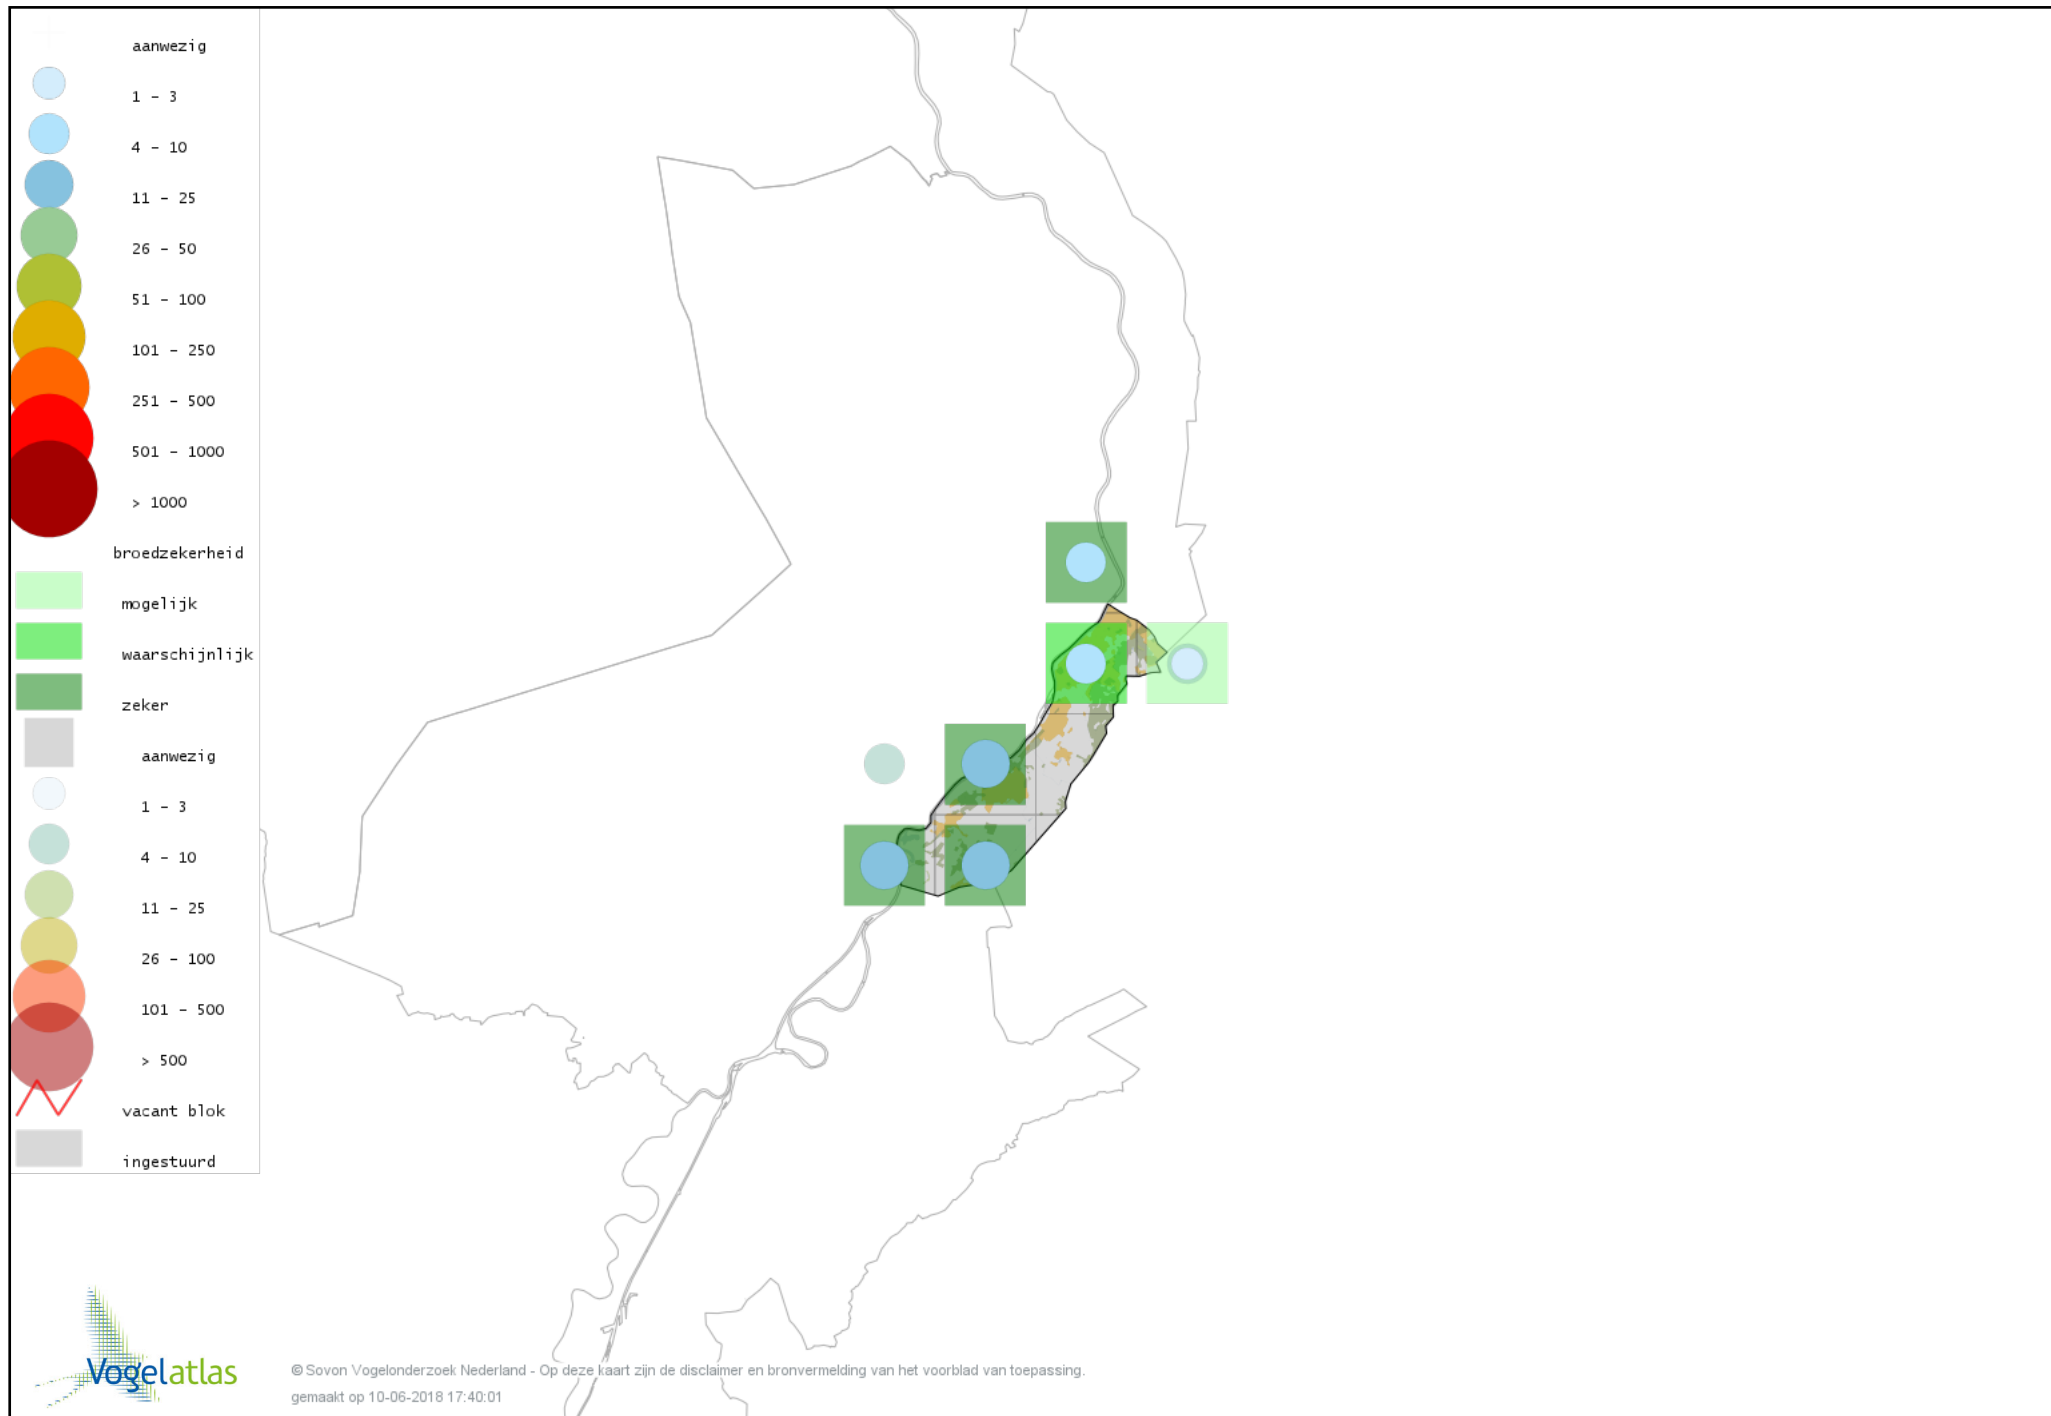 aanwezig
1 - 3
4 - 10
11 - 25
26 - 50
51 - 100
101 - 250
251 - 500
501 - 1000
> 1000
broedzekerheid
mogelijk
waarschijnlijk
zeker
aanwezig
1 - 3
4 - 10
11 - 25
26 - 100
101 - 500
> 500
vacant blok
ingestuurd
Vogelatlas
© Sovon Vogelonderzoek Nederland - Op deze kaart zijn de disclaimer en bronvermelding van het voorblad van toepassing.
gemaakt op 10-06-2018 17:40:01